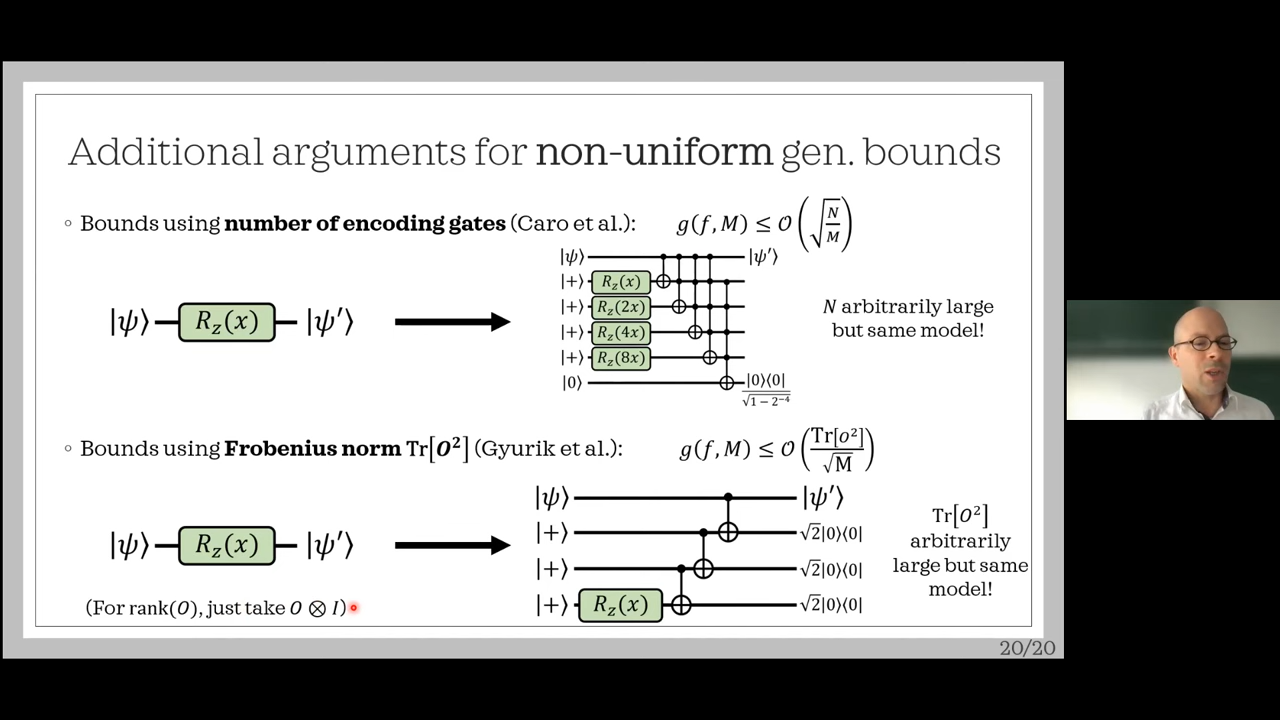 Additional arguments for non-uniform gen. bounds
◦ Bounds using number of encoding gates (Caro et al.): g(f, M) ≤ 𝒪(√(N/M))
|ψ⟩ |ψ'⟩
|+⟩ R_z(x)
|+⟩ R_z(2x)
|+⟩ R_z(4x)
|+⟩ R_z(8x)
|0⟩ |0⟩⟨0| / √(1−2⁻⁴)
|ψ⟩ R_z(x) |ψ'⟩
N arbitrarily large
but same model!
◦ Bounds using Frobenius norm Tr[O²] (Gyurik et al.): g(f, M) ≤ 𝒪(Tr[O²]/√M)
|ψ⟩ R_z(x) |ψ'⟩
|ψ⟩ |ψ'⟩
|+⟩ √2|0⟩⟨0|
|+⟩ √2|0⟩⟨0|
|+⟩ R_z(x) √2|0⟩⟨0|
Tr[O²]
arbitrarily
large but same
model!
(For rank(O), just take O ⊗ I)
20/20